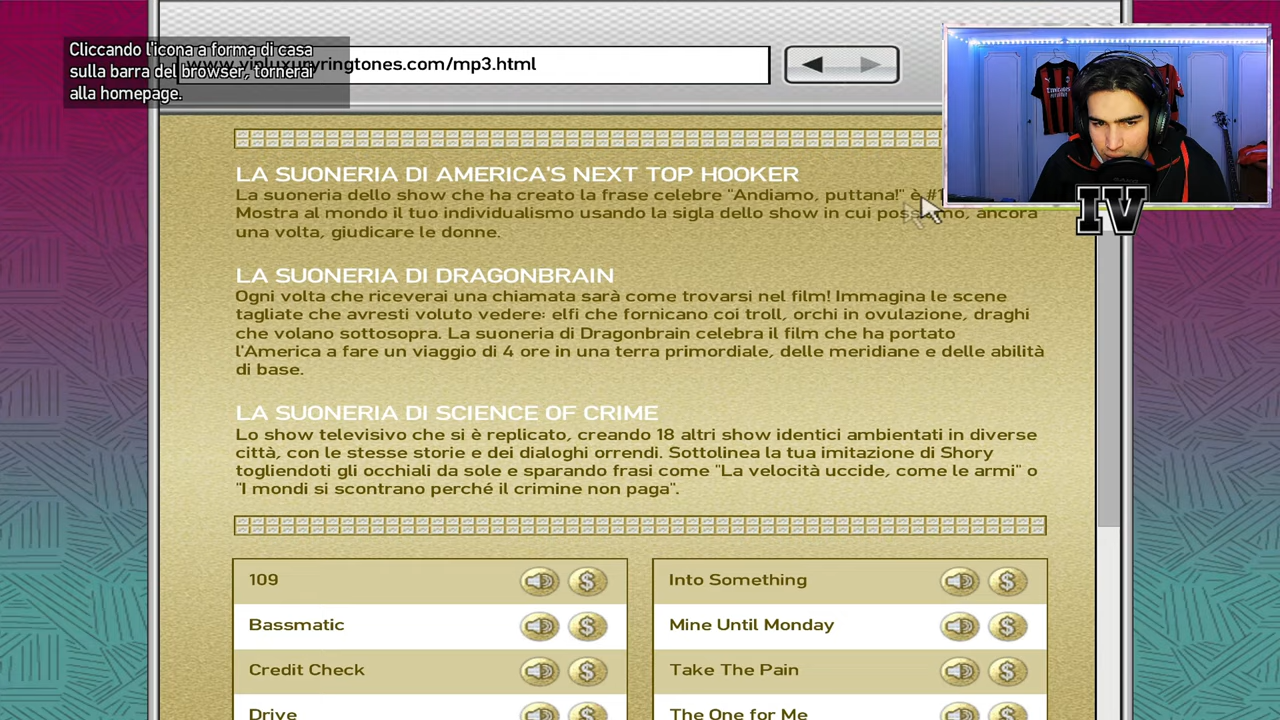 Cliccando l'icona a forma di casa
sulla barra del browser, tornerai
alla homepage.
www.vipluxuryringtones.com/mp3.html
LA SUONERIA DI AMERICA'S NEXT TOP HOOKER
La suoneria dello show che ha creato la frase celebre "Andiamo, puttana!" è #1
Mostra al mondo il tuo individualismo usando la sigla dello show in cui possiamo, ancora
una volta, giudicare le donne.
LA SUONERIA DI DRAGONBRAIN
Ogni volta che riceverai una chiamata sarà come trovarsi nel film! Immagina le scene
tagliate che avresti voluto vedere: elfi che fornicano coi troll, orchi in ovulazione, draghi
che volano sottosopra. La suoneria di Dragonbrain celebra il film che ha portato
l'America a fare un viaggio di 4 ore in una terra primordiale, delle meridiane e delle abilità
di base.
LA SUONERIA DI SCIENCE OF CRIME
Lo show televisivo che si è replicato, creando 18 altri show identici ambientati in diverse
città, con le stesse storie e dei dialoghi orrendi. Sottolinea la tua imitazione di Shory
togliendoti gli occhiali da sole e sparando frasi come "La velocità uccide, come le armi" o
"I mondi si scontrano perché il crimine non paga".
109
Into Something
Bassmatic
Mine Until Monday
Credit Check
Take The Pain
Drive
The One for Me
IV